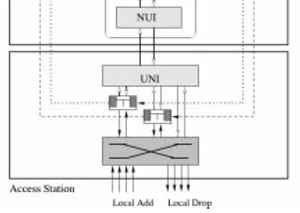 NUI
UNI
Access Station
Local Add Local Drop